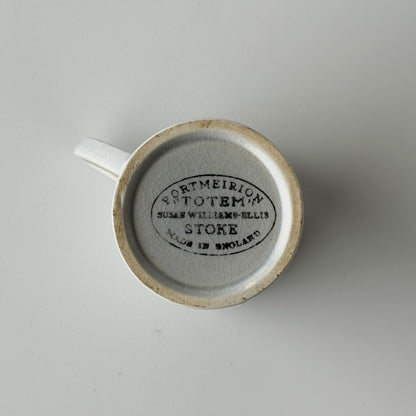 PORTMEIRION
"TOTEM"
SUSAN WILLIAMS-ELLIS
STOKE
MADE IN ENGLAND